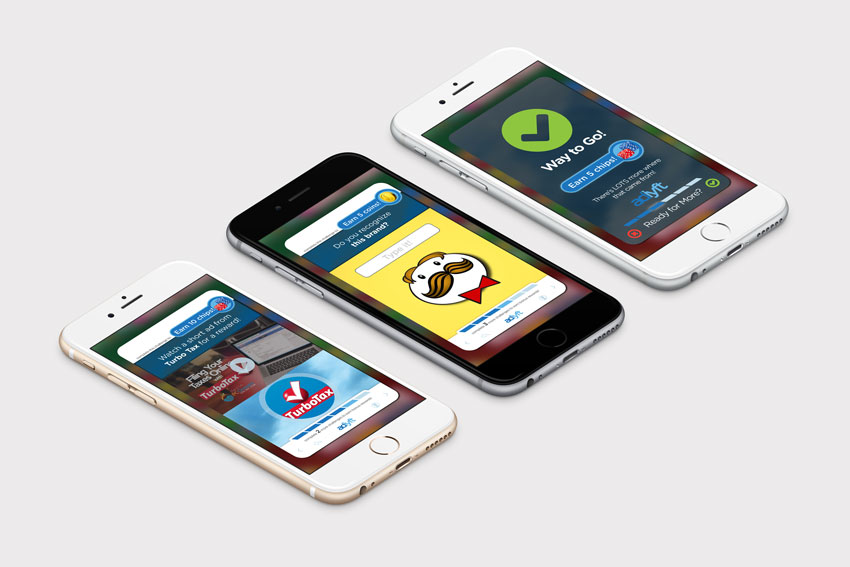 Earn 10 chips!
Watch a short ad from
Turbo Tax for a reward!
Filing Your
Taxes Online
with
TurboTax
TurboTax
adlyft
Earn 5 coins!
Do you recognize
this brand?
Type it!
adlyft
Way to Go!
Earn 5 chips!
There's LOTS more where
that came from!
adlyft
Ready for More?